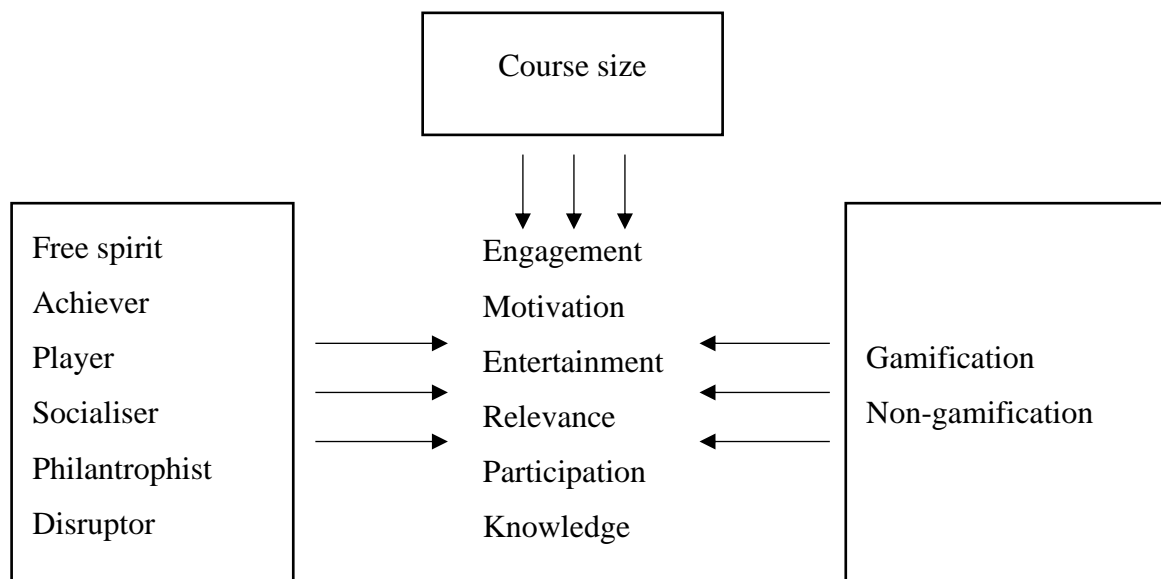 Course size
Free spirit
Achiever
Player
Socialiser
Philantrophist
Disruptor
Engagement
Motivation
Entertainment
Relevance
Participation
Knowledge
Gamification
Non-gamification